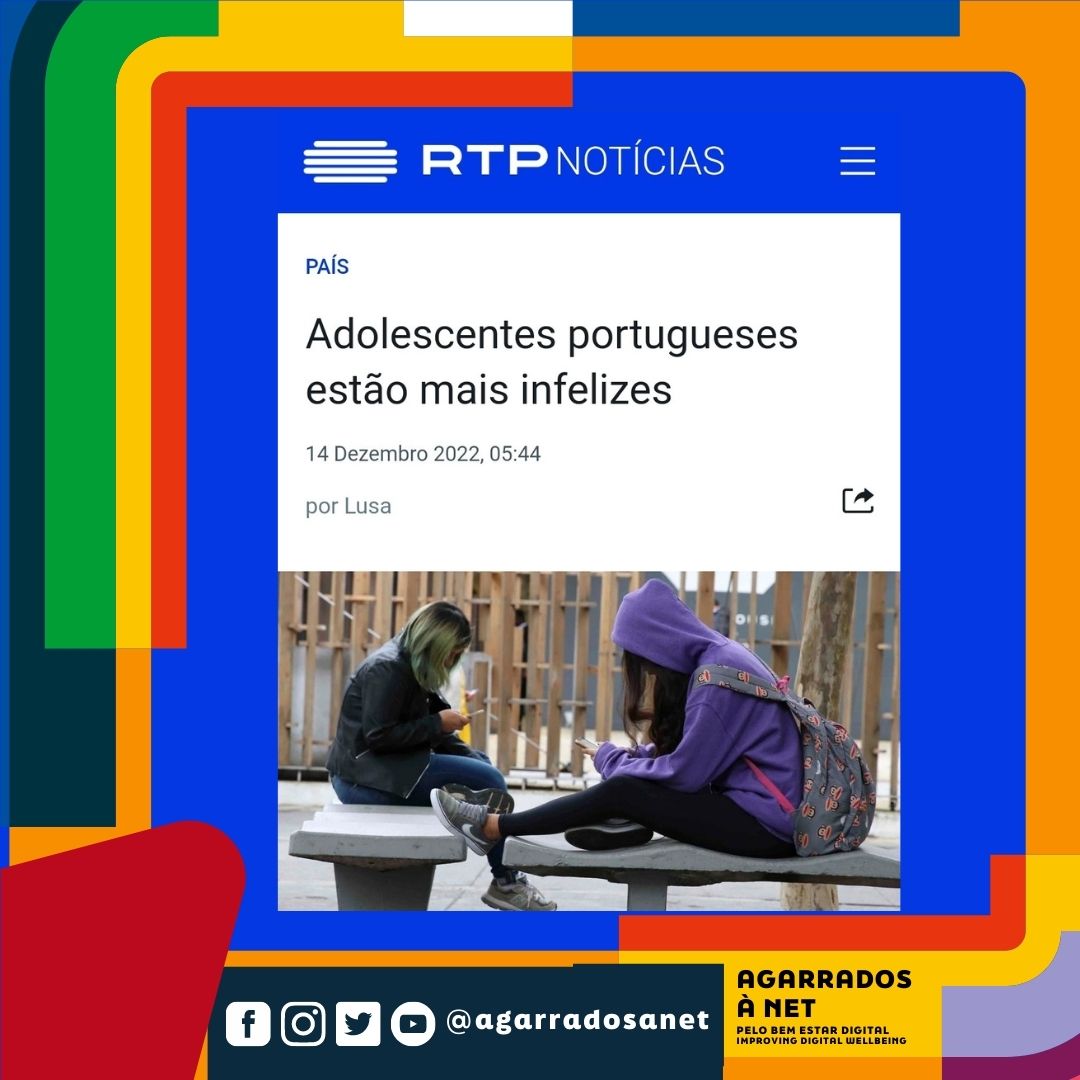 RTP NOTÍCIAS
PAÍS
Adolescentes portugueses
estão mais infelizes
14 Dezembro 2022, 05:44
por Lusa
@agarradosanet
AGARRADOS
À NET
PELO BEM ESTAR DIGITAL
IMPROVING DIGITAL WELLBEING